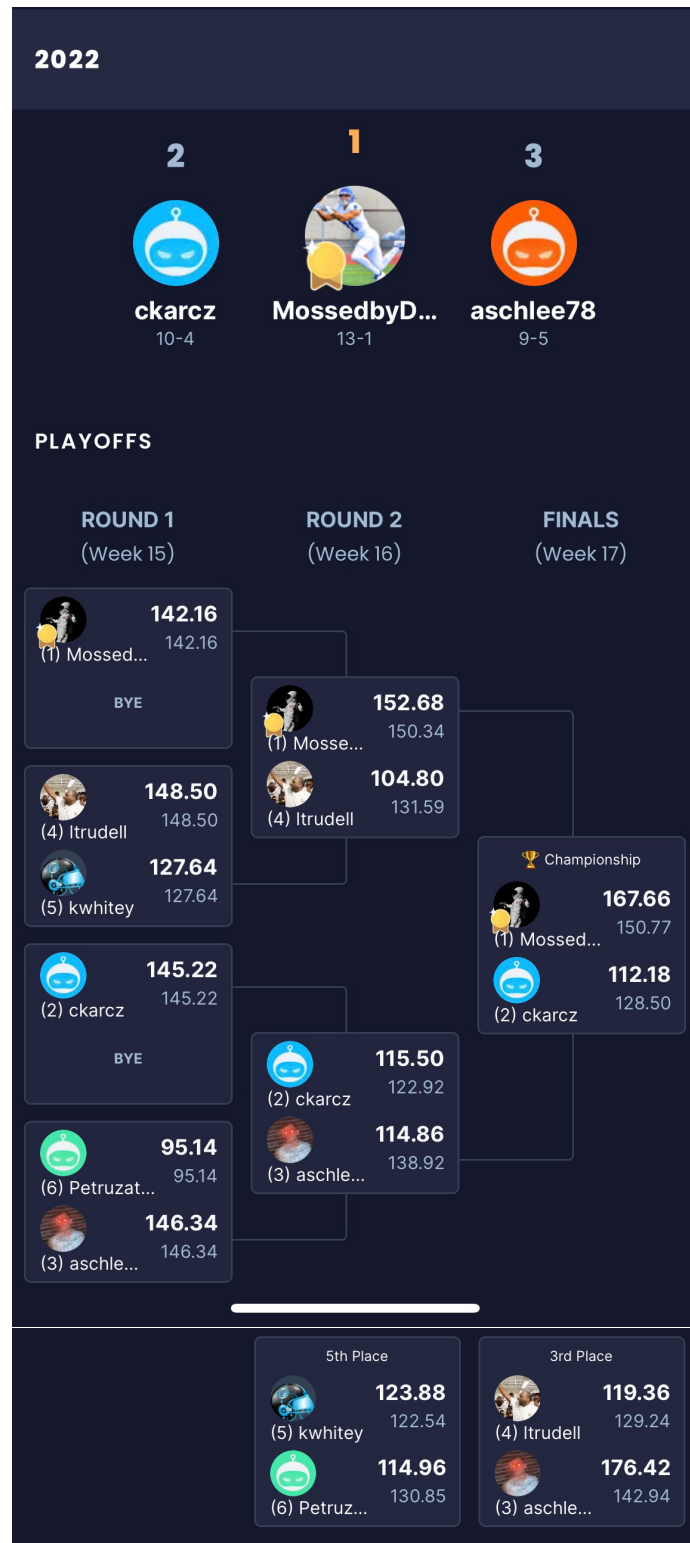 2022
2
1
3
ckarcz
MossedbyD...
aschlee78
10-4
13-1
9-5
PLAYOFFS
ROUND 1
(Week 15)
ROUND 2
(Week 16)
FINALS
(Week 17)
142.16
142.16
(1) Mossed...
BYE
148.50
148.50
(4) ltrudell
127.64
127.64
(5) kwhitey
145.22
145.22
(2) ckarcz
BYE
95.14
95.14
(6) Petruzat...
146.34
146.34
(3) aschle...
152.68
150.34
(1) Mosse...
104.80
131.59
(4) ltrudell
115.50
122.92
(2) ckarcz
114.86
138.92
(3) aschle...
Championship
167.66
150.77
(1) Mossed...
112.18
128.50
(2) ckarcz
5th Place
123.88
122.54
(5) kwhitey
114.96
130.85
(6) Petruz...
3rd Place
119.36
129.24
(4) ltrudell
176.42
142.94
(3) aschle...